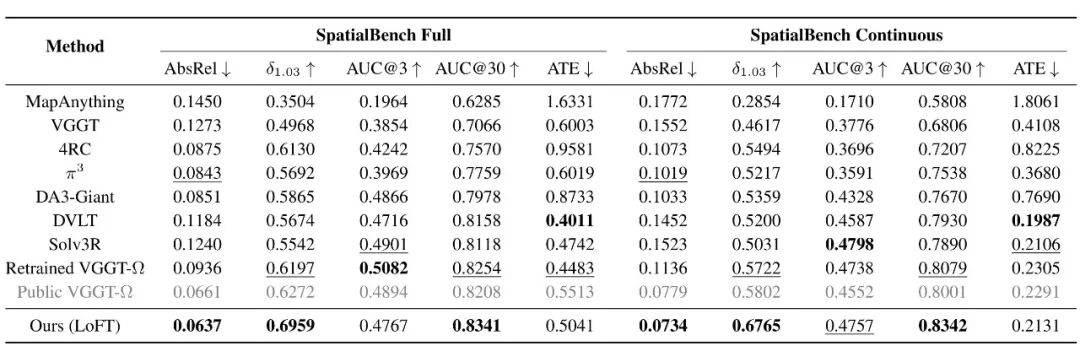 Method SpatialBench Full SpatialBench Continuous
AbsRel ↓ δ1.03 ↑ AUC@3 ↑ AUC@30 ↑ ATE ↓ AbsRel ↓ δ1.03 ↑ AUC@3 ↑ AUC@30 ↑ ATE ↓
MapAnything 0.1450 0.3504 0.1964 0.6285 1.6331 0.1772 0.2854 0.1710 0.5808 1.8061
VGGT 0.1273 0.4968 0.3854 0.7066 0.6003 0.1552 0.4617 0.3776 0.6806 0.4108
4RC 0.0875 0.6130 0.4242 0.7570 0.9581 0.1073 0.5494 0.3696 0.7207 0.8225
π³ 0.0843 0.5692 0.3969 0.7759 0.6019 0.1019 0.5217 0.3591 0.7538 0.3680
DA3-Giant 0.0851 0.5865 0.4866 0.7978 0.8733 0.1033 0.5359 0.4328 0.7670 0.7690
DVLT 0.1184 0.5674 0.4716 0.8158 0.4011 0.1452 0.5200 0.4587 0.7930 0.1987
Solv3R 0.1240 0.5542 0.4901 0.8118 0.4742 0.1523 0.5031 0.4798 0.7890 0.2106
Retrained VGGT-Ω 0.0936 0.6197 0.5082 0.8254 0.4483 0.1136 0.5722 0.4738 0.8079 0.2305
Public VGGT-Ω 0.0661 0.6272 0.4894 0.8208 0.5513 0.0779 0.5802 0.4552 0.8001 0.2291
Ours (LoFT) 0.0637 0.6959 0.4767 0.8341 0.5041 0.0734 0.6765 0.4757 0.8342 0.2131